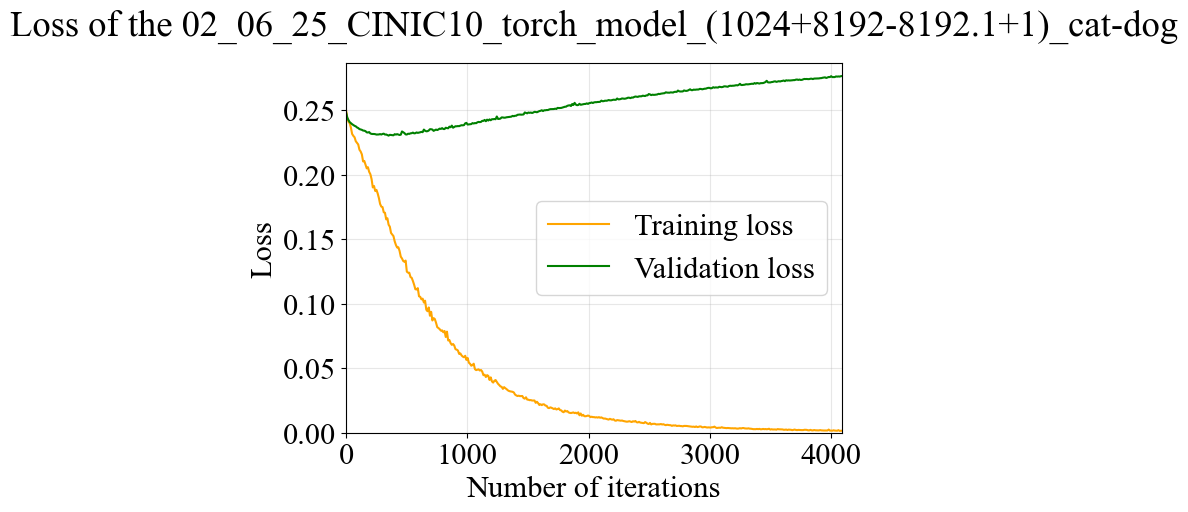 Loss of the 02_06_25_CINIC10_torch_model_(1024+8192-8192.1+1)_cat-dog
0.25
0.20
0.15
0.10
0.05
0.00
Loss
Training loss
Validation loss
0 1000 2000 3000 4000
Number of iterations